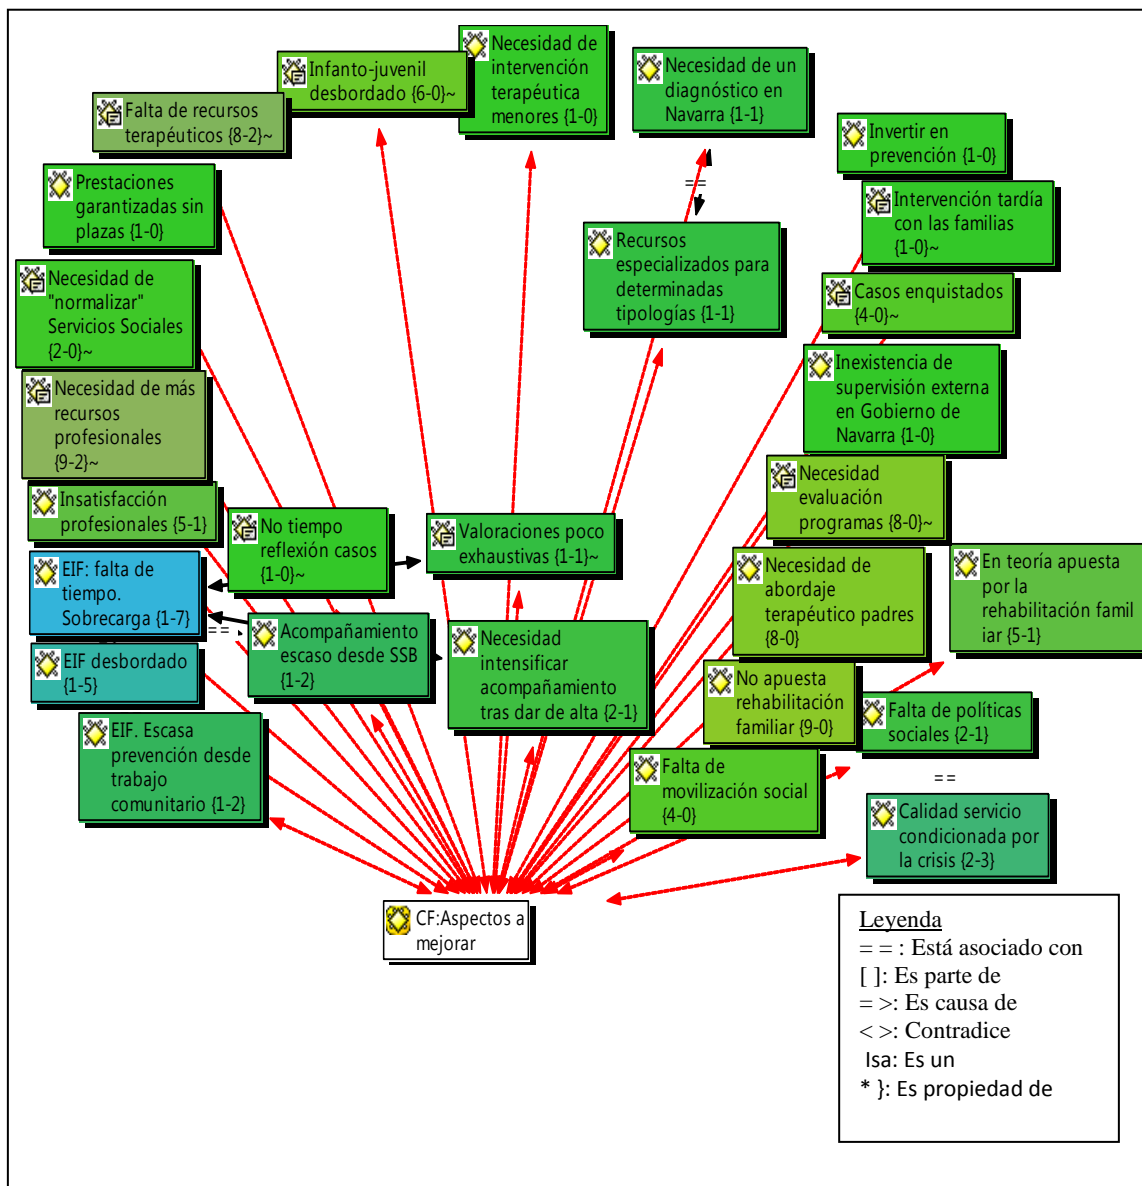 Necesidad de
intervención
terapéutica
menores {1-0}
Infanto-juvenil
desbordado {6-0}~
Necesidad de un
diagnóstico en
Navarra {1-1}
Falta de recursos
terapéuticos {8-2}~
Invertir en
prevención {1-0}
Prestaciones
garantizadas sin
plazas {1-0}
==
Intervención tardía
con las familias
{1-0}~
Recursos
especializados para
determinadas
tipologías {1-1}
Necesidad de
"normalizar"
Servicios Sociales
{2-0}~
Casos enquistados
{4-0}~
Inexistencia de
supervisión externa
en Gobierno de
Navarra {1-0}
Necesidad de más
recursos
profesionales
{9-2}~
Necesidad
evaluación
programas {8-0}~
Insatisfacción
profesionales {5-1}
No tiempo
reflexión casos
{1-0}~
Valoraciones poco
exhaustivas {1-1}~
EIF: falta de
tiempo.
Sobrecarga {1-7}
Necesidad de
abordaje
terapéutico padres
{8-0}
En teoría apuesta
por la
rehabilitación famil
iar {5-1}
==
Acompañamiento
escaso desde SSB
{1-2}
Necesidad
intensificar
acompañamiento
tras dar de alta {2-1}
EIF desbordado
{1-5}
No apuesta
rehabilitación
familiar {9-0}
Falta de políticas
sociales {2-1}
EIF. Escasa
prevención desde
trabajo
comunitario {1-2}
Falta de
movilización social
{4-0}
==
Calidad servicio
condicionada por
la crisis {2-3}
CF:Aspectos a
mejorar
Leyenda
= = : Está asociado con
[ ]: Es parte de
= >: Es causa de
< >: Contradice
Isa: Es un
* }: Es propiedad de